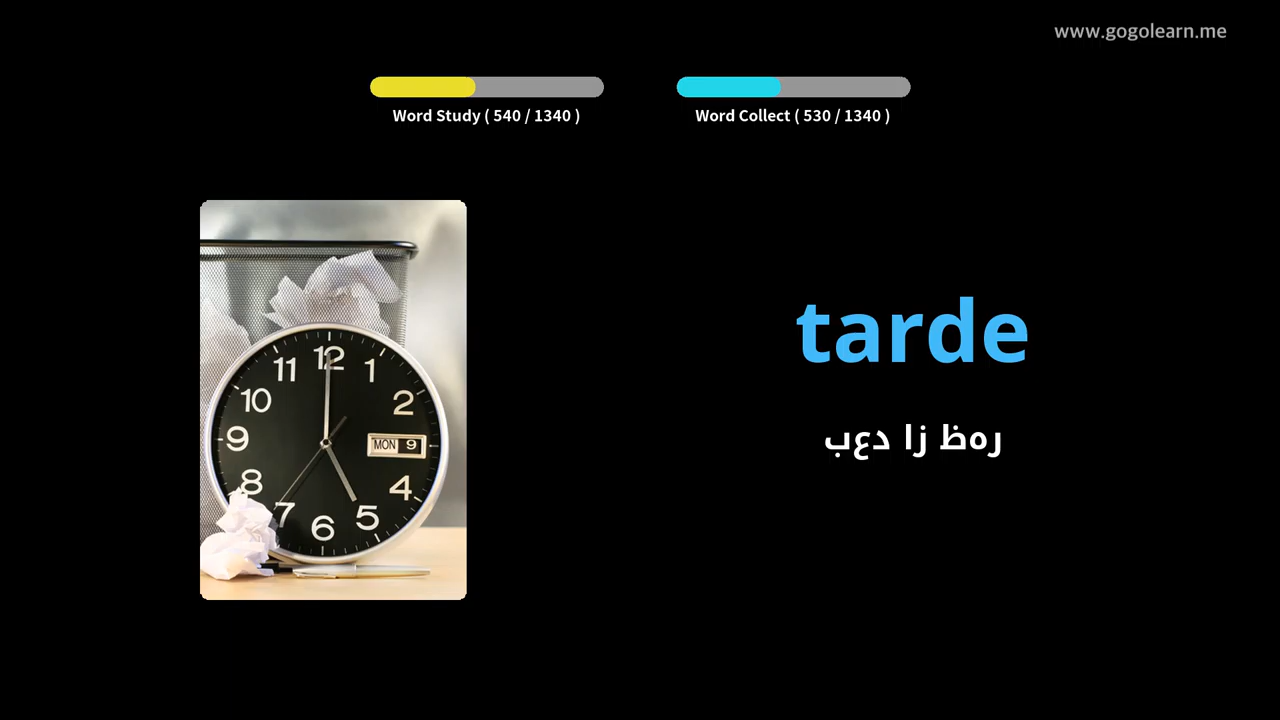 www.gogolearn.me
Word Study ( 540 / 1340 )
Word Collect ( 530 / 1340 )
12
11
1
10
2
9
MON 9
8
4
7
5
6
tarde
رهظ زا دعب